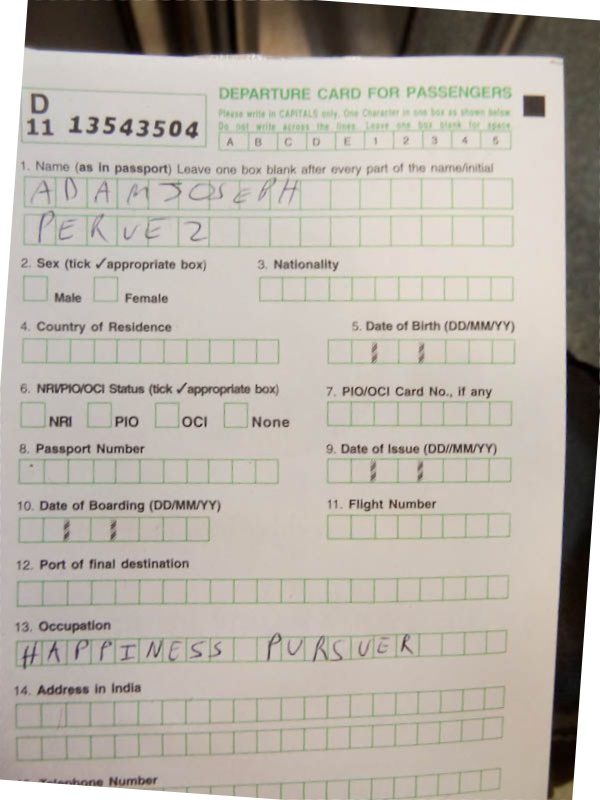 D
11 13543504
DEPARTURE CARD FOR PASSENGERS
Please write in CAPITALS only. One Character in one box as shown below
Do not write across the lines. Leave one box blank for space
A B C D E 1 2 3 4 5
1. Name (as in passport) Leave one box blank after every part of the name/initial
ADAM JOSEPH
PERVEZ
2. Sex (tick ✓appropriate box)
3. Nationality
Male Female
4. Country of Residence
5. Date of Birth (DD/MM/YY)
6. NRI/PIO/OCI Status (tick ✓appropriate box)
7. PIO/OCI Card No., if any
NRI PIO OCI None
8. Passport Number
9. Date of Issue (DD//MM/YY)
10. Date of Boarding (DD/MM/YY)
11. Flight Number
12. Port of final destination
13. Occupation
HAPPINESS PURSUER
14. Address in India
15. Telephone Number